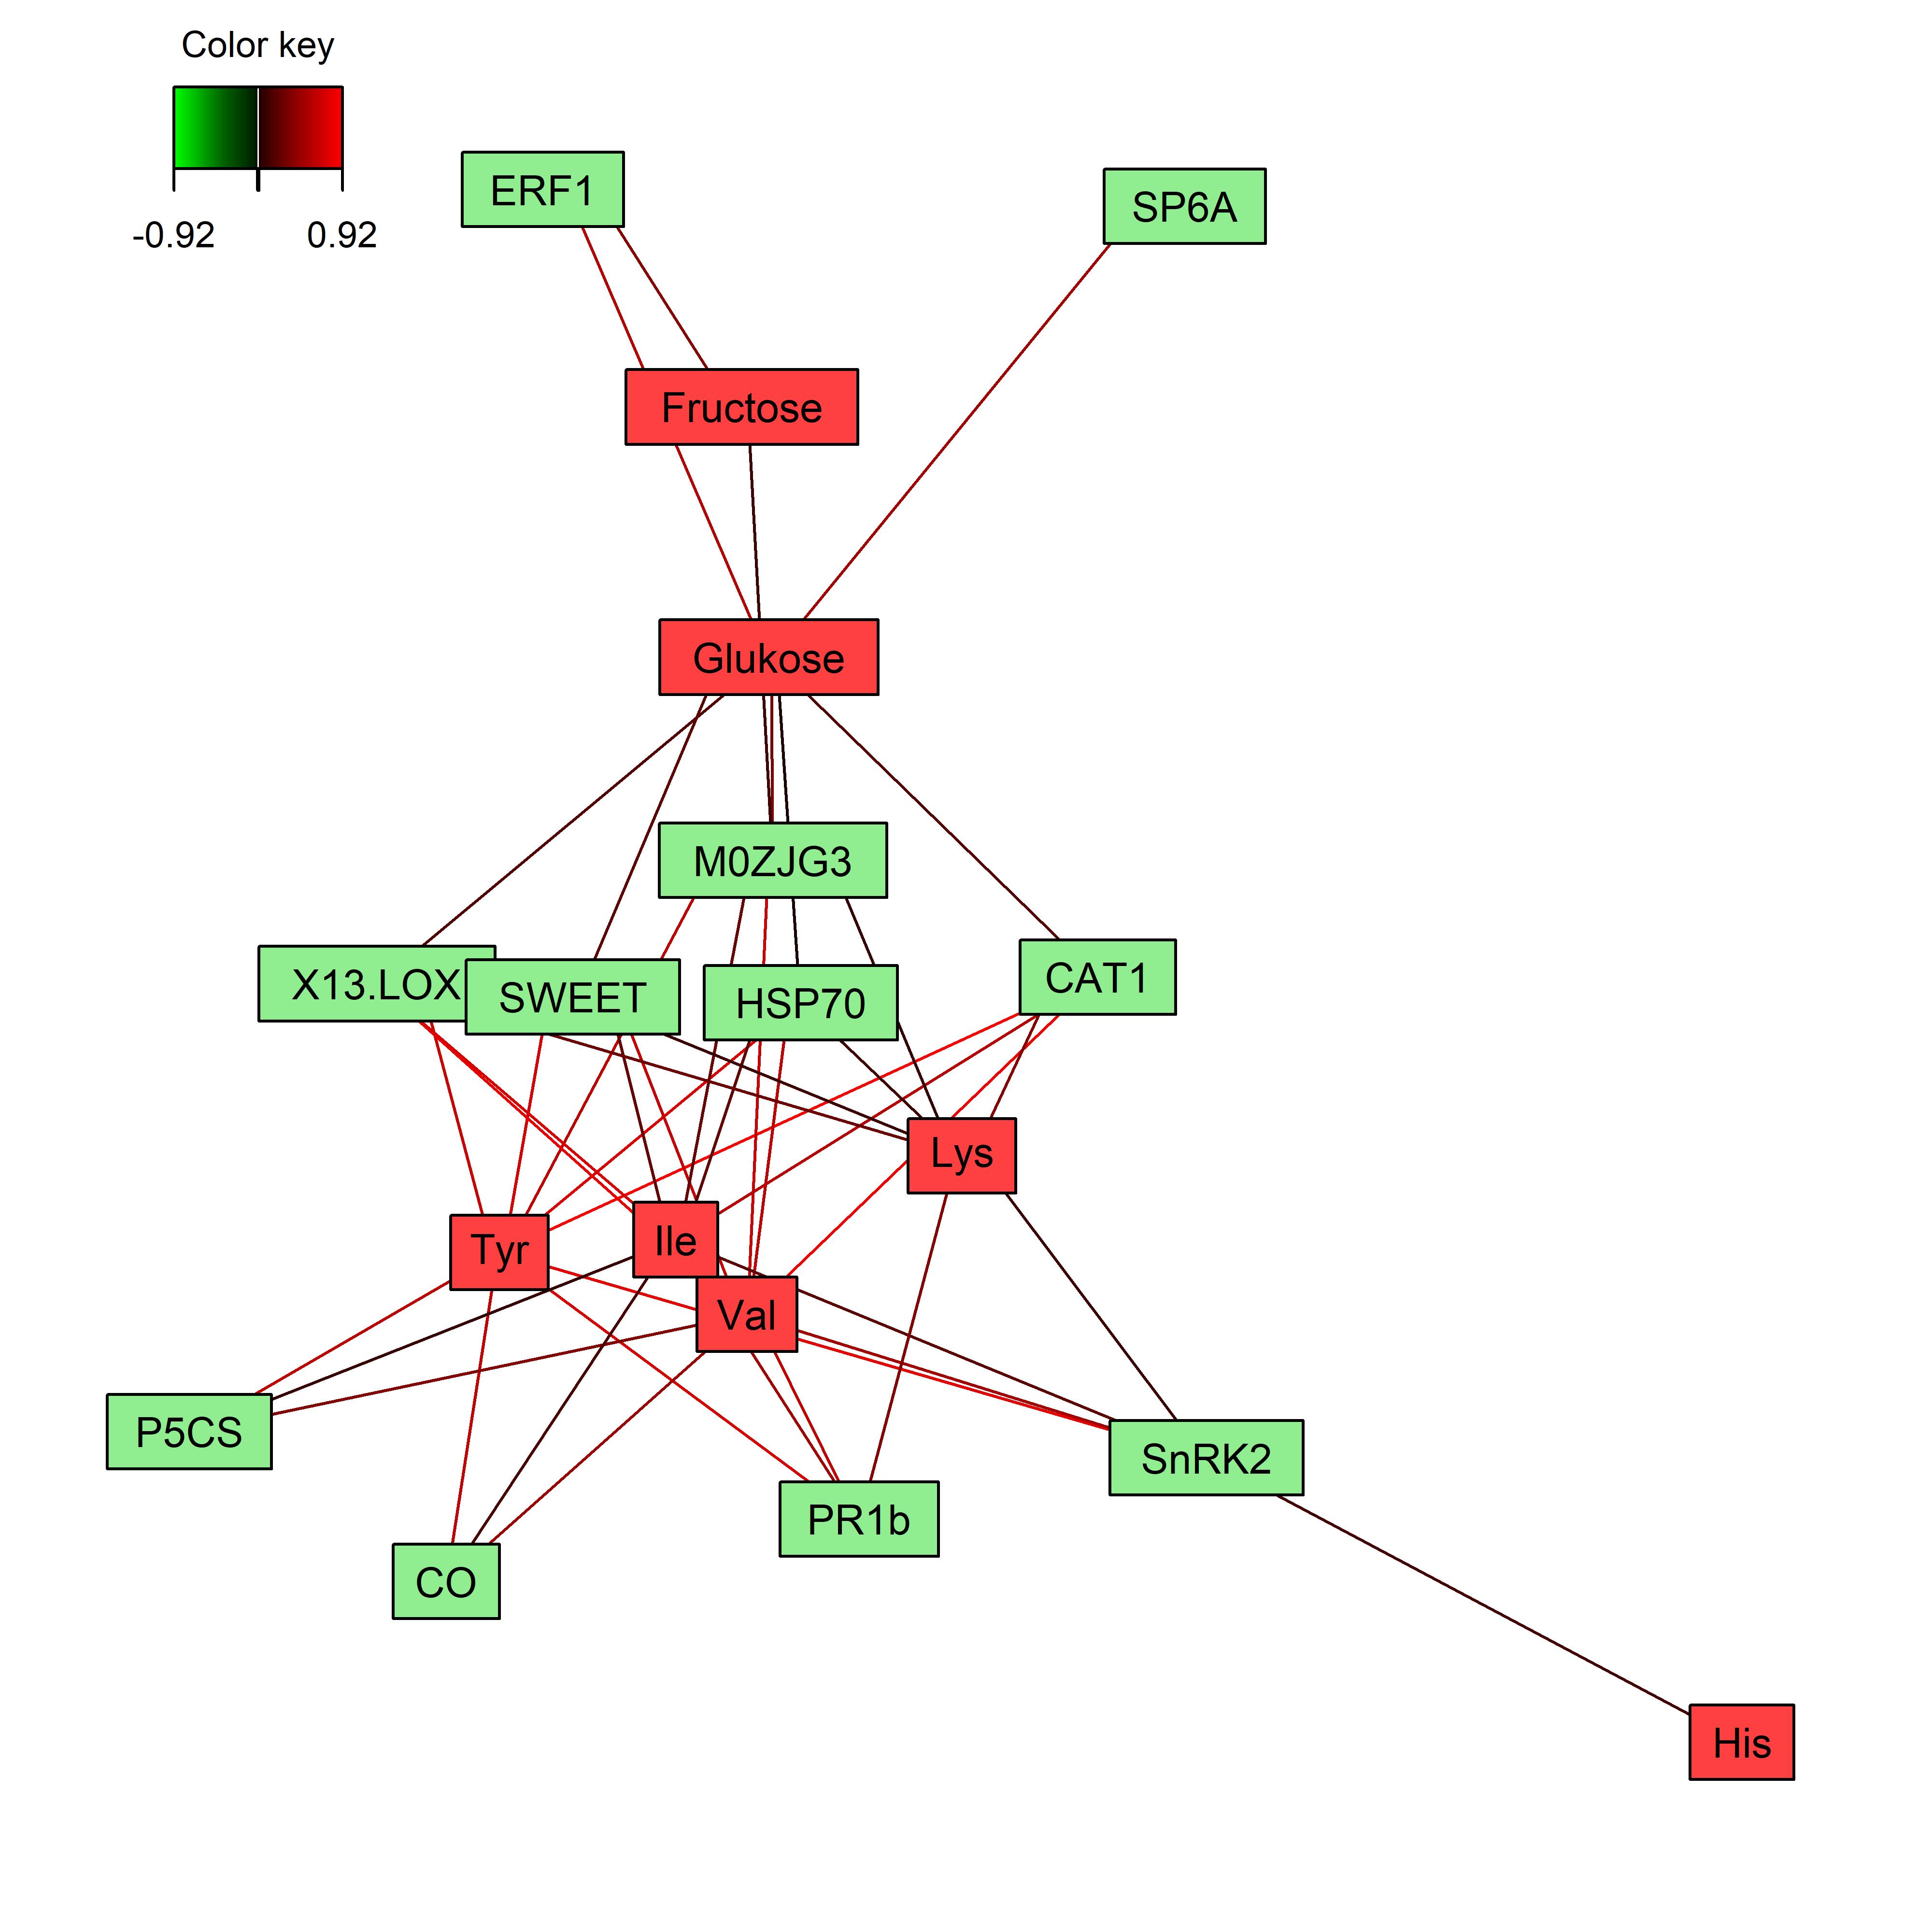 Color key
-0.92 0.92
ERF1
SP6A
Fructose
Glukose
M0ZJG3
X13.LOX
SWEET
HSP70
CAT1
Lys
Tyr
Ile
Val
P5CS
SnRK2
PR1b
CO
His